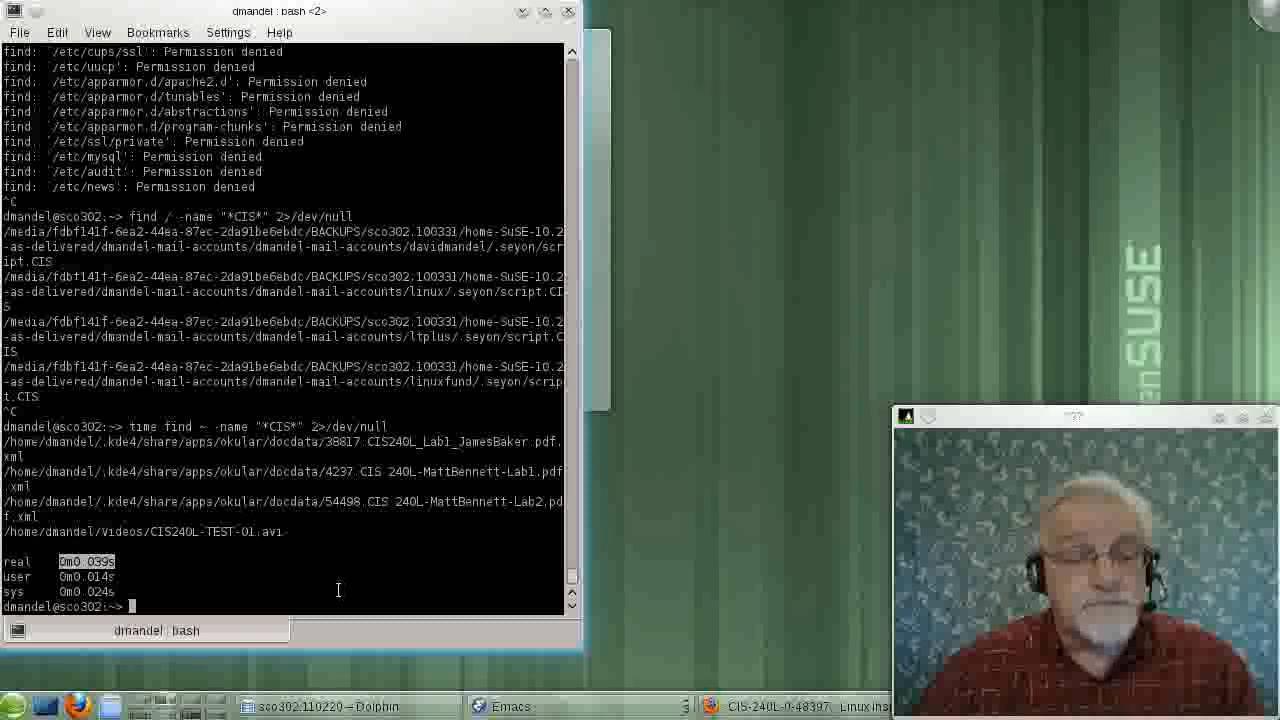 dmandel : bash <2>
File Edit View Bookmarks Settings Help
find: `/etc/cups/ssl': Permission denied
find: `/etc/uucp': Permission denied
find: `/etc/apparmor.d/apache2.d': Permission denied
find: `/etc/apparmor.d/tunables': Permission denied
find: `/etc/apparmor.d/abstractions': Permission denied
find: `/etc/apparmor.d/program-chunks': Permission denied
find: `/etc/ssl/private': Permission denied
find: `/etc/mysql': Permission denied
find: `/etc/audit': Permission denied
find: `/etc/news': Permission denied
^C
dmandel@sco302:~> find / -name "*CIS*" 2>/dev/null
/media/fdbf141f-6ea2-44ea-87ec-2da91be6ebdc/BACKUPS/sco302.100331/home-SuSE-10.2
-as-delivered/dmandel-mail-accounts/dmandel-mail-accounts/davidmandel/.seyon/scr
ipt.CIS
/media/fdbf141f-6ea2-44ea-87ec-2da91be6ebdc/BACKUPS/sco302.100331/home-SuSE-10.2
-as-delivered/dmandel-mail-accounts/dmandel-mail-accounts/linux/.seyon/script.CI
S
/media/fdbf141f-6ea2-44ea-87ec-2da91be6ebdc/BACKUPS/sco302.100331/home-SuSE-10.2
-as-delivered/dmandel-mail-accounts/dmandel-mail-accounts/ltplus/.seyon/script.C
IS
/media/fdbf141f-6ea2-44ea-87ec-2da91be6ebdc/BACKUPS/sco302.100331/home-SuSE-10.2
-as-delivered/dmandel-mail-accounts/dmandel-mail-accounts/linuxfund/.seyon/scrip
t.CIS
^C
dmandel@sco302:~> time find ~ -name "*CIS*" 2>/dev/null
/home/dmandel/.kde4/share/apps/okular/docdata/38817.CIS240L_Lab1_JamesBaker.pdf.
xml
/home/dmandel/.kde4/share/apps/okular/docdata/4237.CIS 240L-MattBennett-Lab1.pdf
.xml
/home/dmandel/.kde4/share/apps/okular/docdata/54498.CIS 240L-MattBennett-Lab2.pd
f.xml
/home/dmandel/Videos/CIS240L-TEST-01.avi
real 0m0.039s
user 0m0.014s
sys 0m0.024s
dmandel@sco302:~>
dmandel : bash
enSUSE
???
sco302.110220 – Dolphin
Emacs
CIS-240L-0-48397, Linux Ins